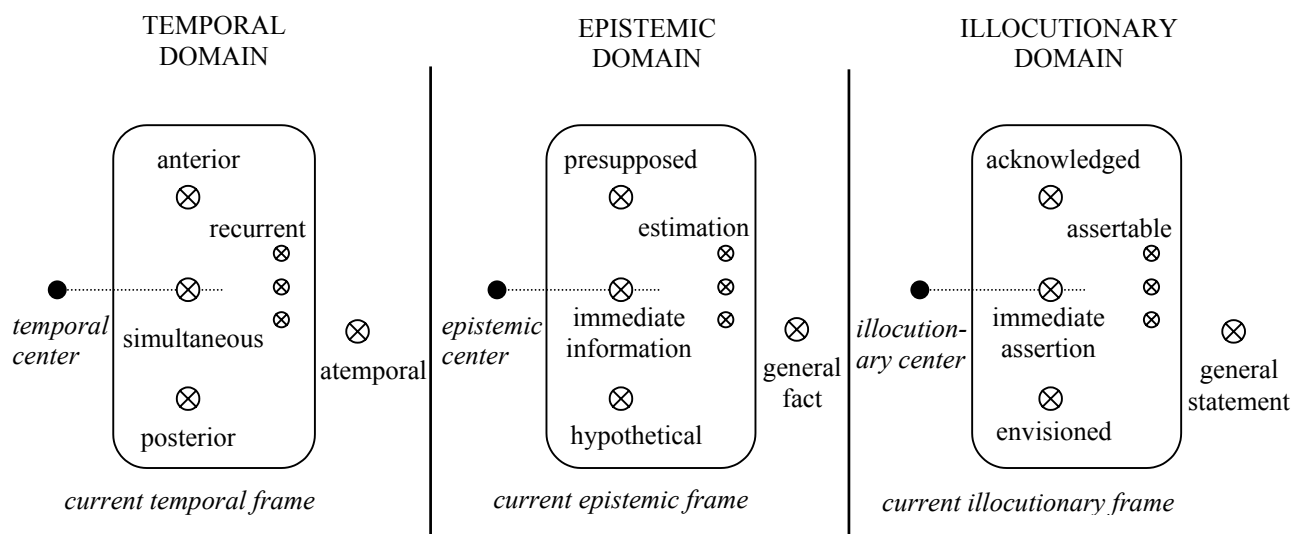 TEMPORAL
DOMAIN
anterior
recurrent
temporal
center
simultaneous
atemporal
posterior
current temporal frame
EPISTEMIC
DOMAIN
presupposed
estimation
epistemic
center
immediate
information
general
fact
hypothetical
current epistemic frame
ILLOCUTIONARY
DOMAIN
acknowledged
assertable
illocution-
ary center
immediate
assertion
general
statement
envisioned
current illocutionary frame